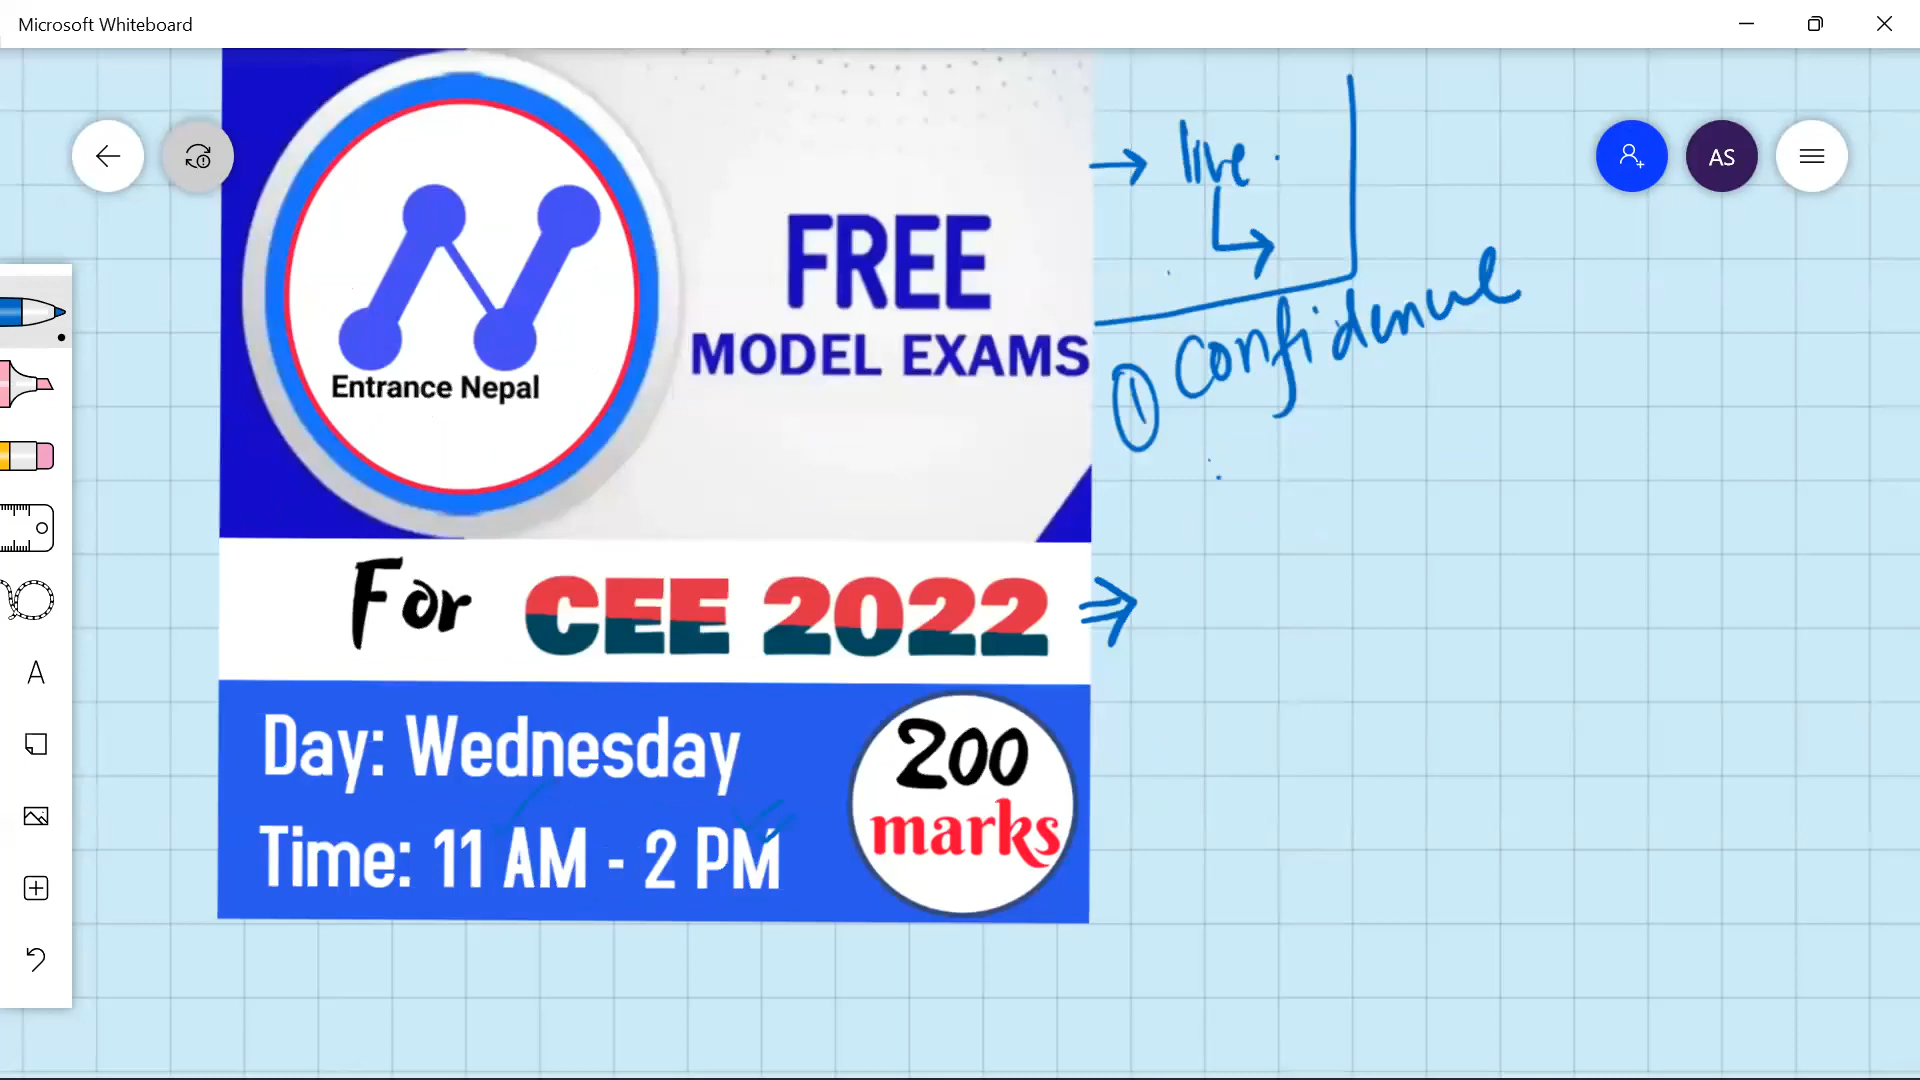 Microsoft Whiteboard
live
FREE
MODEL EXAMS
Entrance Nepal
① Confidence
For CEE 2022
Day: Wednesday
Time: 11 AM - 2 PM
200
marks
AS
A